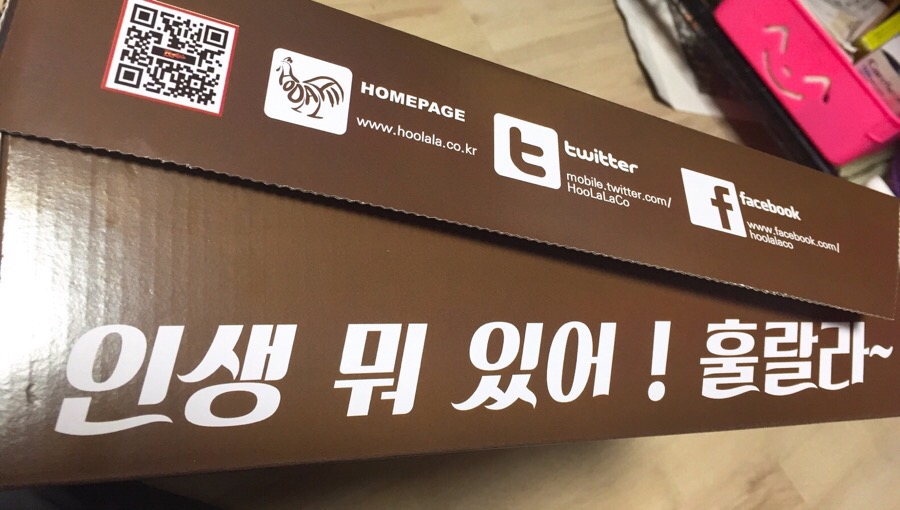 TODAY
HOMEPAGE
www.hoolala.co.kr
twitter
mobile.twitter.com/
HooLaLaCo
facebook
www.facebook.com/
hoolalaco
인생 뭐 있어 ! 훌랄라~